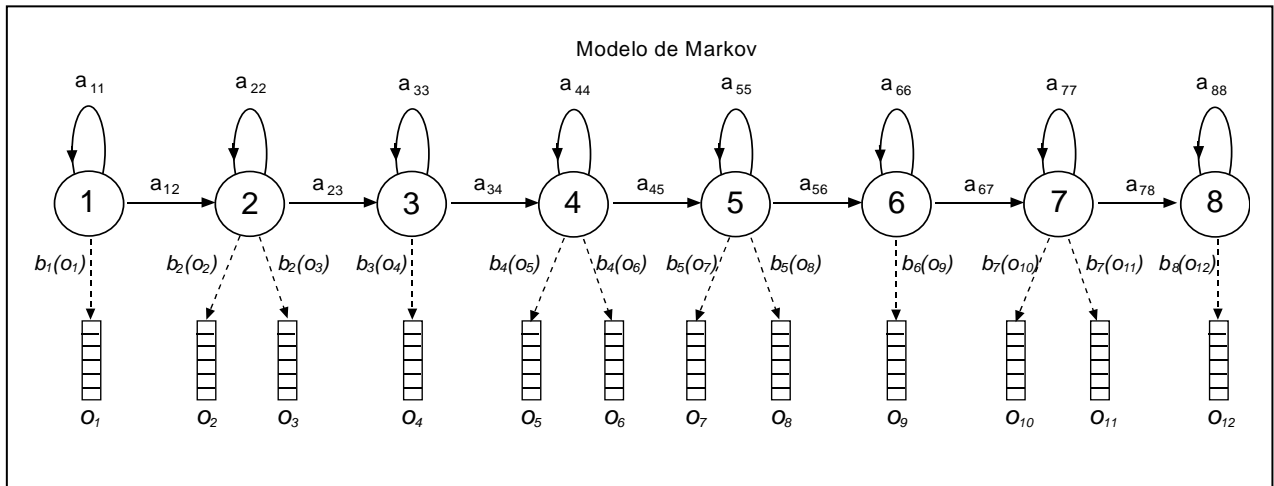 Modelo de Markov
a11 a22 a33 a44 a55 a66 a77 a88
1 a12 2 a23 3 a34 4 a45 5 a56 6 a67 7 a78 8
b1(o1) b2(o2) b2(o3) b3(o4) b4(o5) b4(o6) b5(o7) b5(o8) b6(o9) b7(o10) b7(o11) b8(o12)
o1 o2 o3 o4 o5 o6 o7 o8 o9 o10 o11 o12